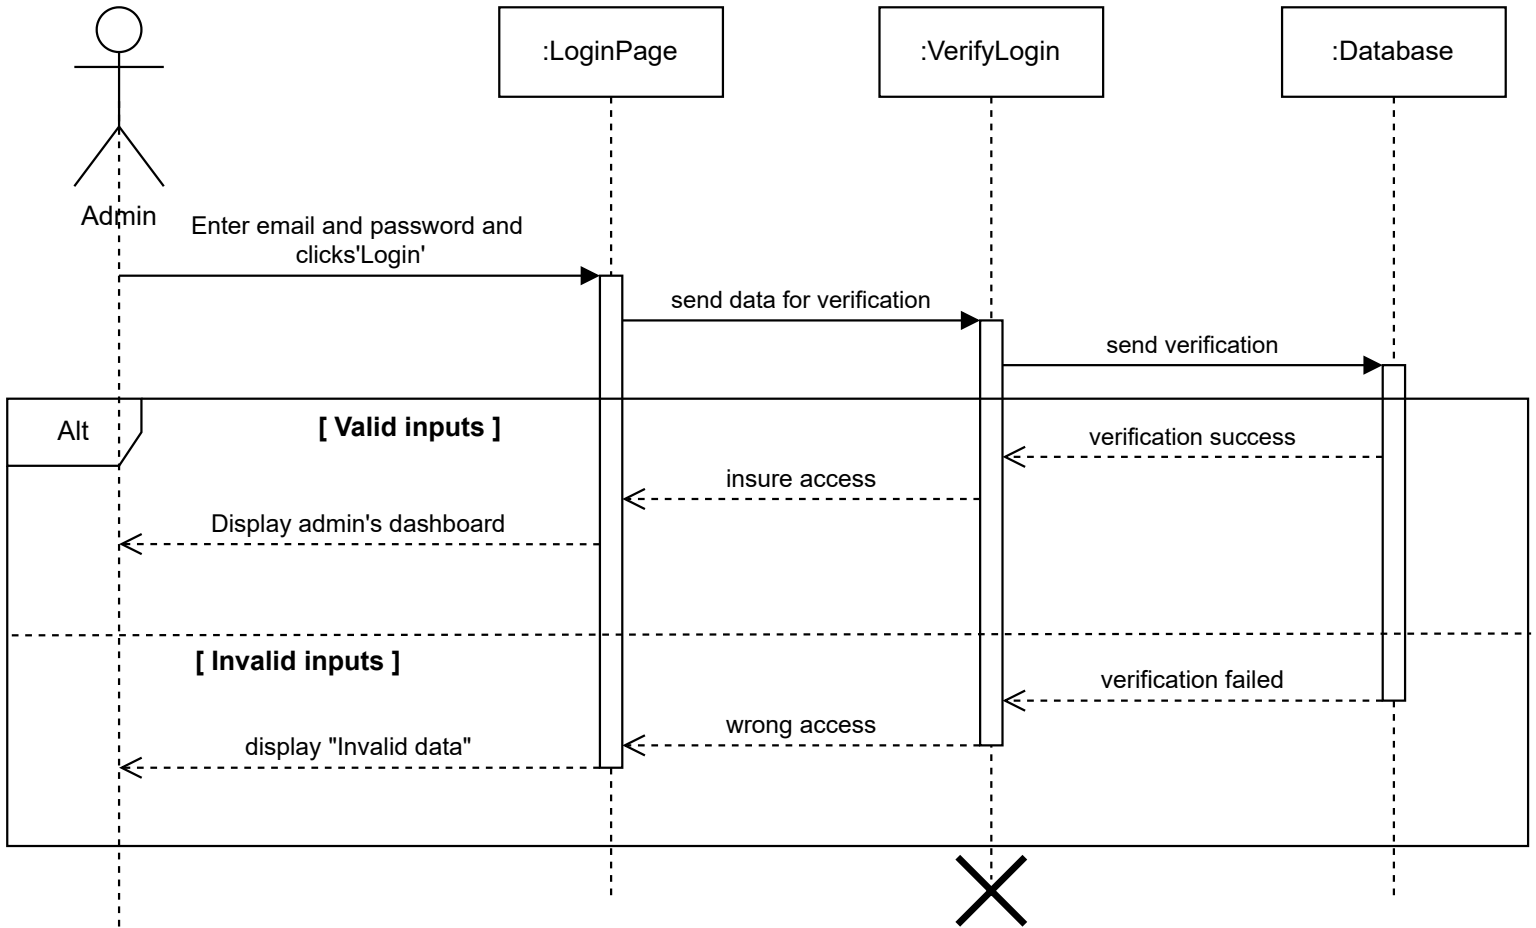 :LoginPage
:VerifyLogin
:Database
Admin
Enter email and password and
clicks'Login'
send data for verification
send verification
Alt
[ Valid inputs ]
verification success
insure access
Display admin's dashboard
[ Invalid inputs ]
verification failed
wrong access
display "Invalid data"